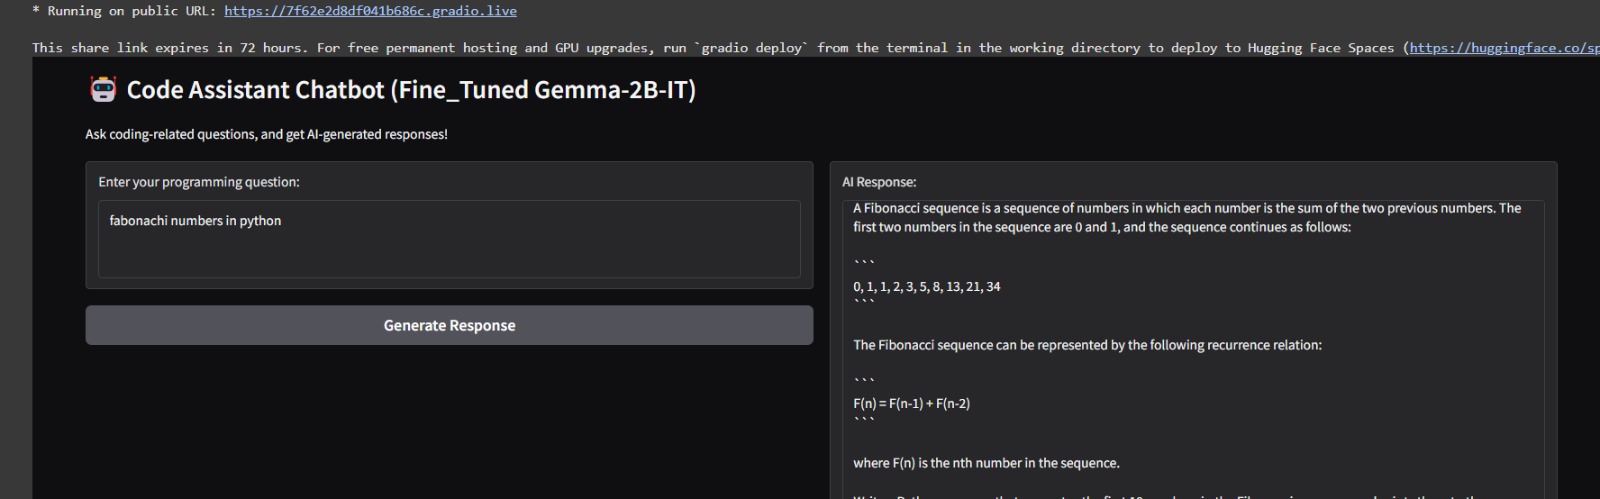 * Running on public URL: https://7f62e2d8df041b686c.gradio.live
This share link expires in 72 hours. For free permanent hosting and GPU upgrades, run `gradio deploy` from the terminal in the working directory to deploy to Hugging Face Spaces (https://huggingface.co/sp
Code Assistant Chatbot (Fine_Tuned Gemma-2B-IT)
Ask coding-related questions, and get AI-generated responses!
Enter your programming question:
fabonachi numbers in python
Generate Response
AI Response:
A Fibonacci sequence is a sequence of numbers in which each number is the sum of the two previous numbers. The
first two numbers in the sequence are 0 and 1, and the sequence continues as follows:
```
0, 1, 1, 2, 3, 5, 8, 13, 21, 34
```
The Fibonacci sequence can be represented by the following recurrence relation:
```
F(n) = F(n-1) + F(n-2)
```
where F(n) is the nth number in the sequence.